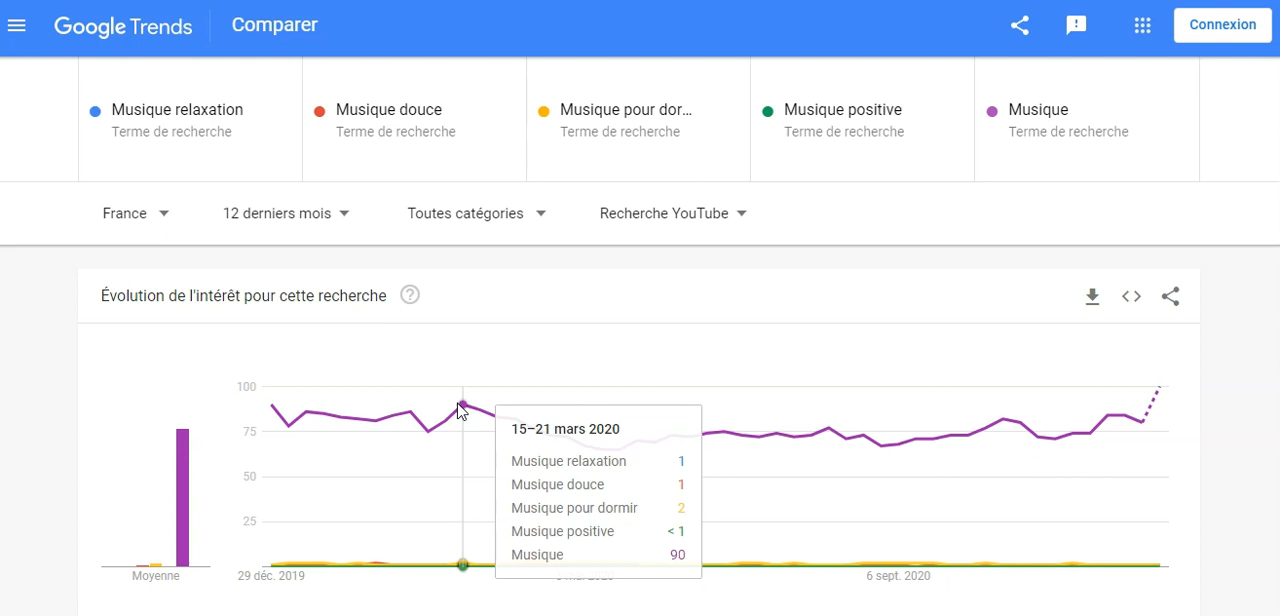 Google Trends
Comparer
Connexion
Musique relaxation
Terme de recherche
Musique douce
Terme de recherche
Musique pour dor...
Terme de recherche
Musique positive
Terme de recherche
Musique
Terme de recherche
France
12 derniers mois
Toutes catégories
Recherche YouTube
Évolution de l'intérêt pour cette recherche
100
75
50
25
15–21 mars 2020
Musique relaxation 1
Musique douce 1
Musique pour dormir 2
Musique positive < 1
Musique 90
Moyenne
29 déc. 2019
6 sept. 2020